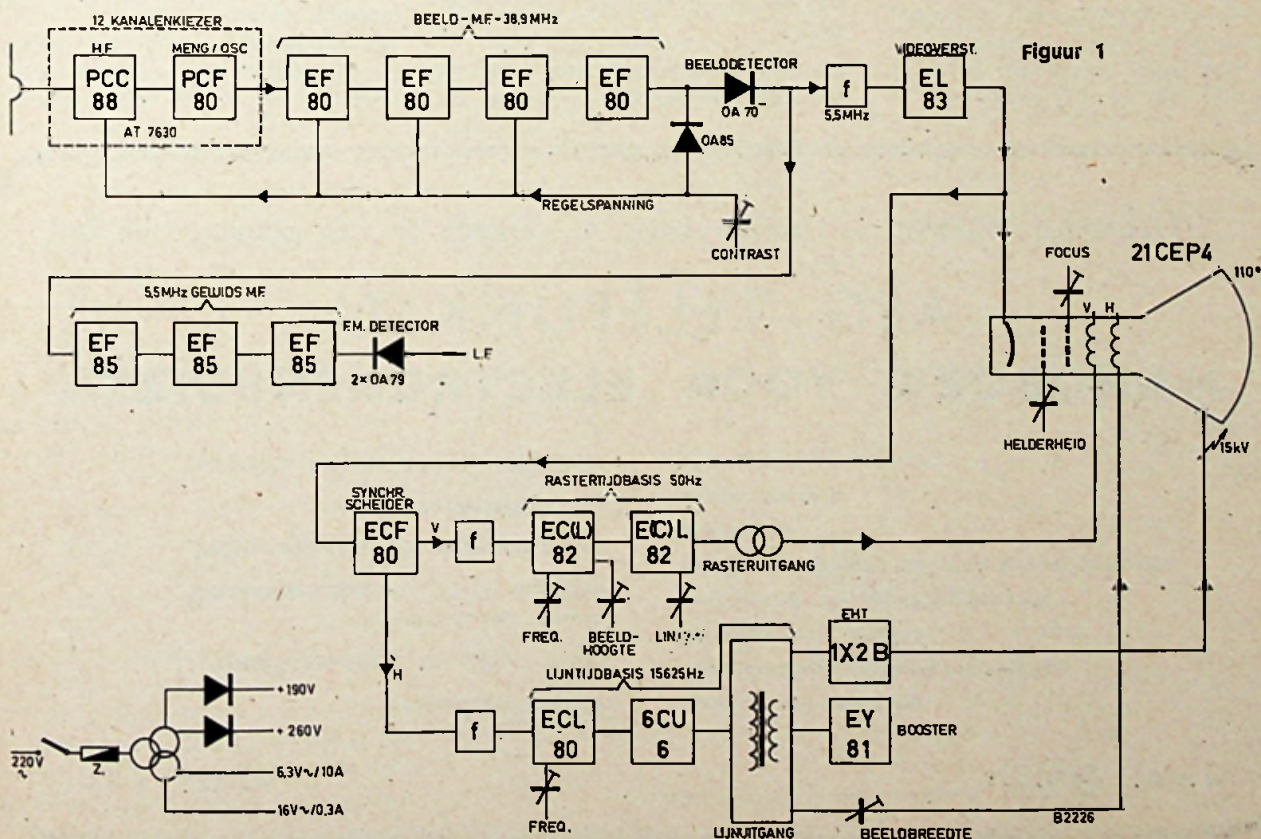 12 KANALENKIEZER
H.F.
PCC
88
MENG / OSC
PCF
80
AT 7630
BEELD-M.F.-38,9MHz
EF
80
EF
80
EF
80
EF
80
BEELDDETECTOR
OA 70
OA85
f
5,5MHz
VIDEOVERST.
EL
83
Figuur 1
REGELSPANNING
CONTRAST
5,5MHz GELUIDS M.F.
EF
85
EF
85
EF
85
F.M. DETECTOR
2x OA79
L.F
FOCUS
21CEP4
110°
V
H
HELDERHEID
15kV
SYNCHR.
SCHEIDER
ECF
80
V
f
RASTERTIJDBASIS 50Hz
EC(L)
82
E(C)L
82
RASTERUITGANG
FREQ.
BEELD-
HOOGTE
H
LIJNTIJDBASIS 15625Hz
f
ECL
80
6CU
6
FREQ.
EHT
1X2B
EY
81
BOOSTER
LIJNUITGANG
BEELDBREEDTE
B2226
220V
~
Z.
+190V
+260V
6,3V~/10A
16V~/0,3A